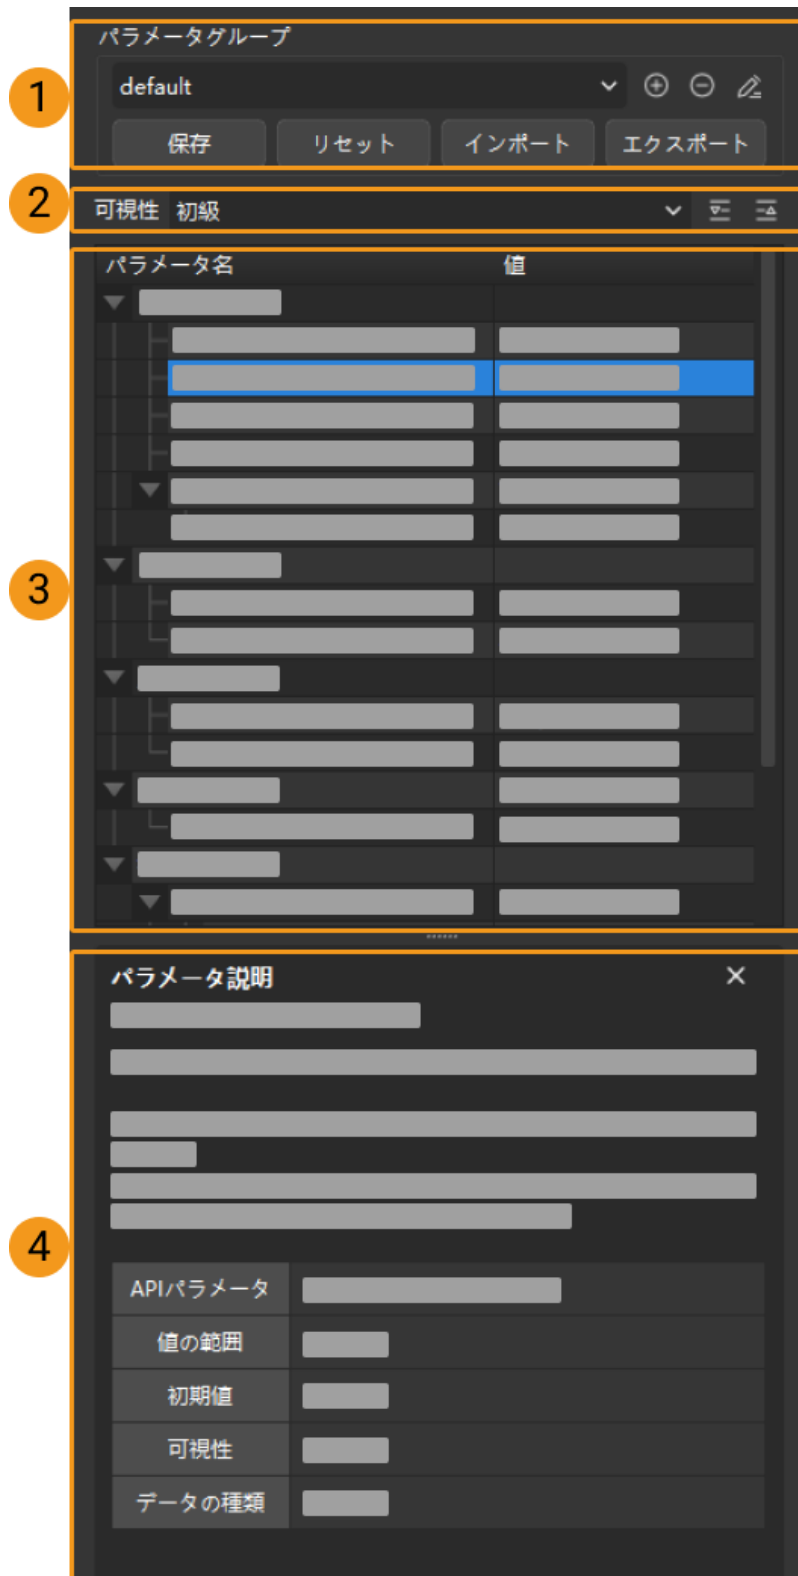 パラメータグループ
1
default
保存 リセット インポート エクスポート
2
可視性 初級
パラメータ名 値
3
パラメータ説明
4
APIパラメータ
値の範囲
初期値
可視性
データの種類